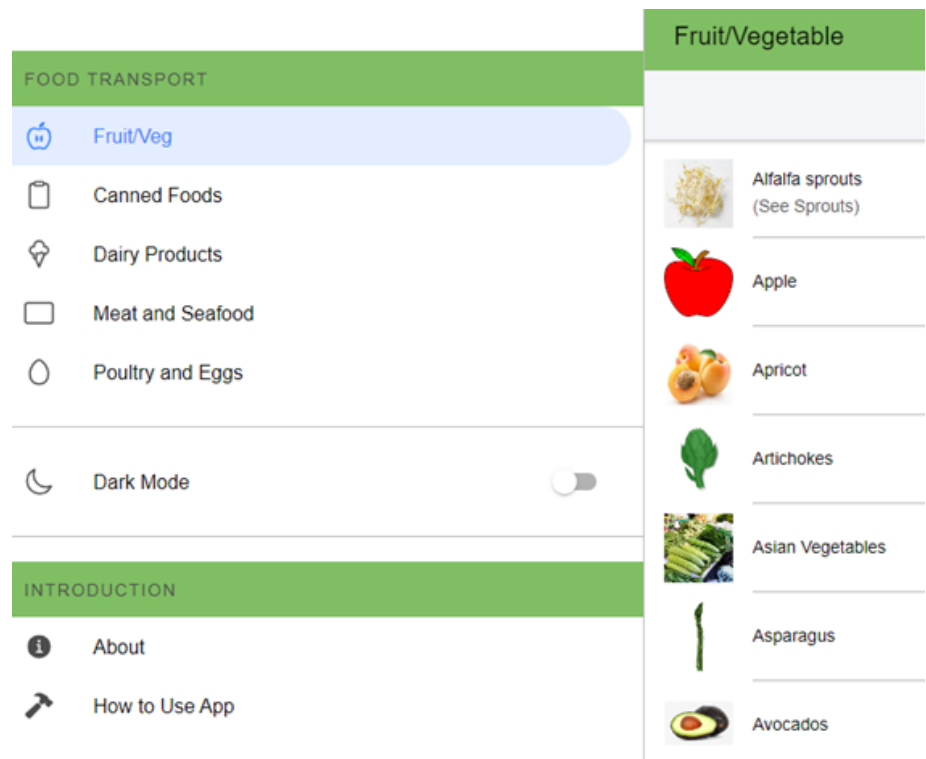 FOOD TRANSPORT
Fruit/Veg
Canned Foods
Dairy Products
Meat and Seafood
Poultry and Eggs
Dark Mode
INTRODUCTION
About
How to Use App
Fruit/Vegetable
Alfalfa sprouts
(See Sprouts)
Apple
Apricot
Artichokes
Asian Vegetables
Asparagus
Avocados